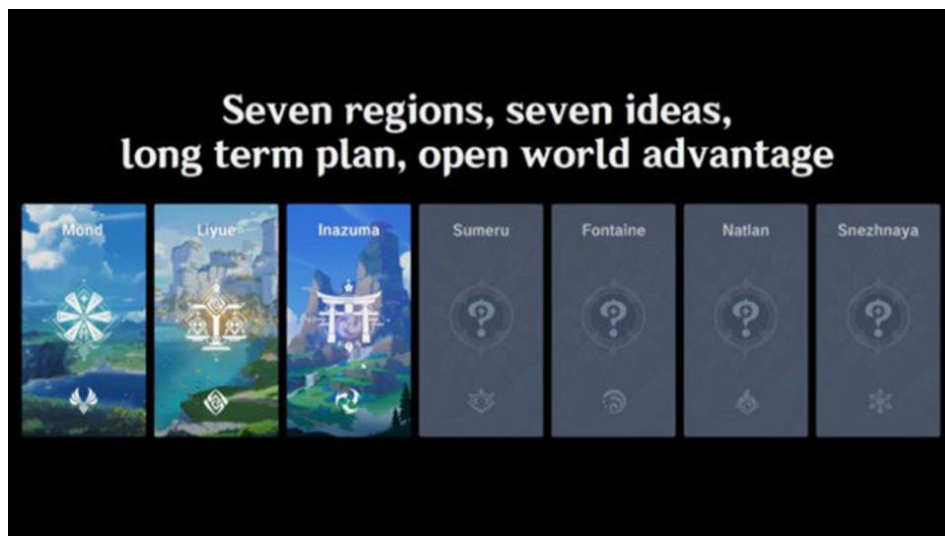 Seven regions, seven ideas,
long term plan, open world advantage
Mond
Liyue
Inazuma
Sumeru
Fontaine
Natlan
Snezhnaya